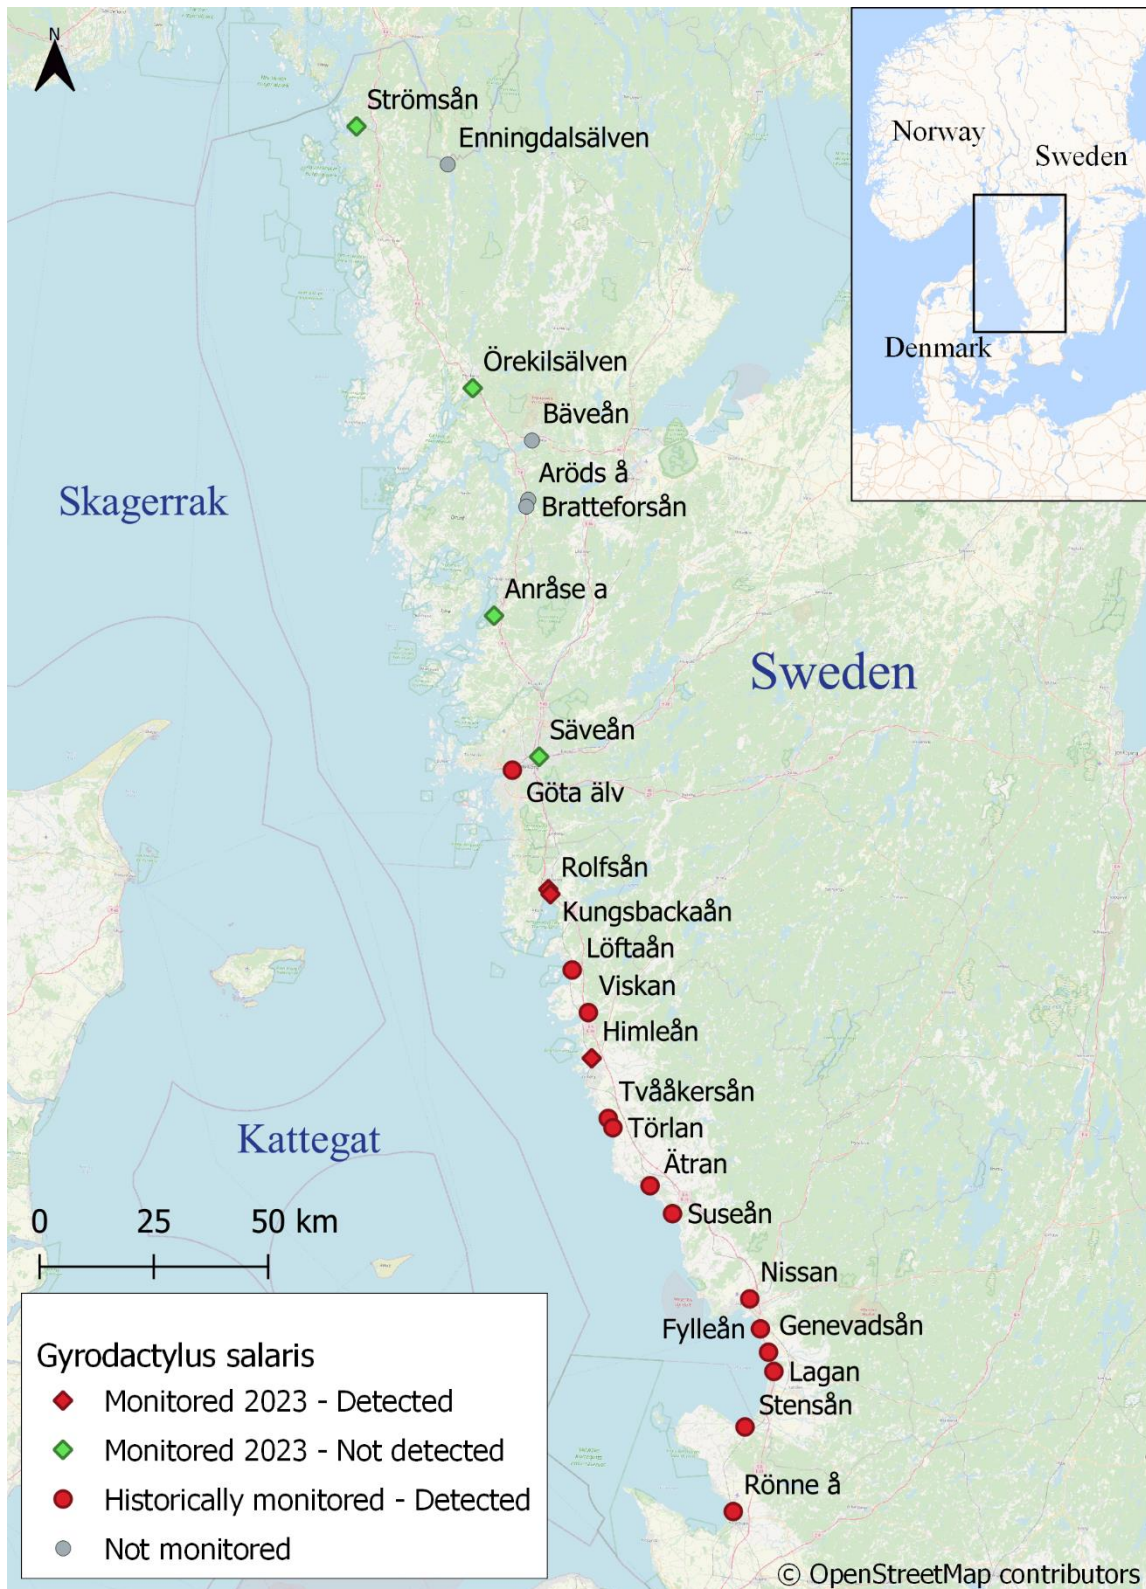 N
Strömsån
Enningdalsälven
Norway
Sweden
Denmark
Örekilsälven
Bäveån
Aröds å
Bratteforsån
Skagerrak
Anråse a
Sweden
Säveån
Göta älv
Rolfsån
Kungsbackaån
Löftaån
Viskan
Himleån
Tvååkersån
Törlan
Kattegat
Ätran
Suseån
0 25 50 km
Nissan
Fylleån
Genevadsån
Lagan
Stensån
Rönne å
Gyrodactylus salaris
Monitored 2023 - Detected
Monitored 2023 - Not detected
Historically monitored - Detected
Not monitored
© OpenStreetMap contributors